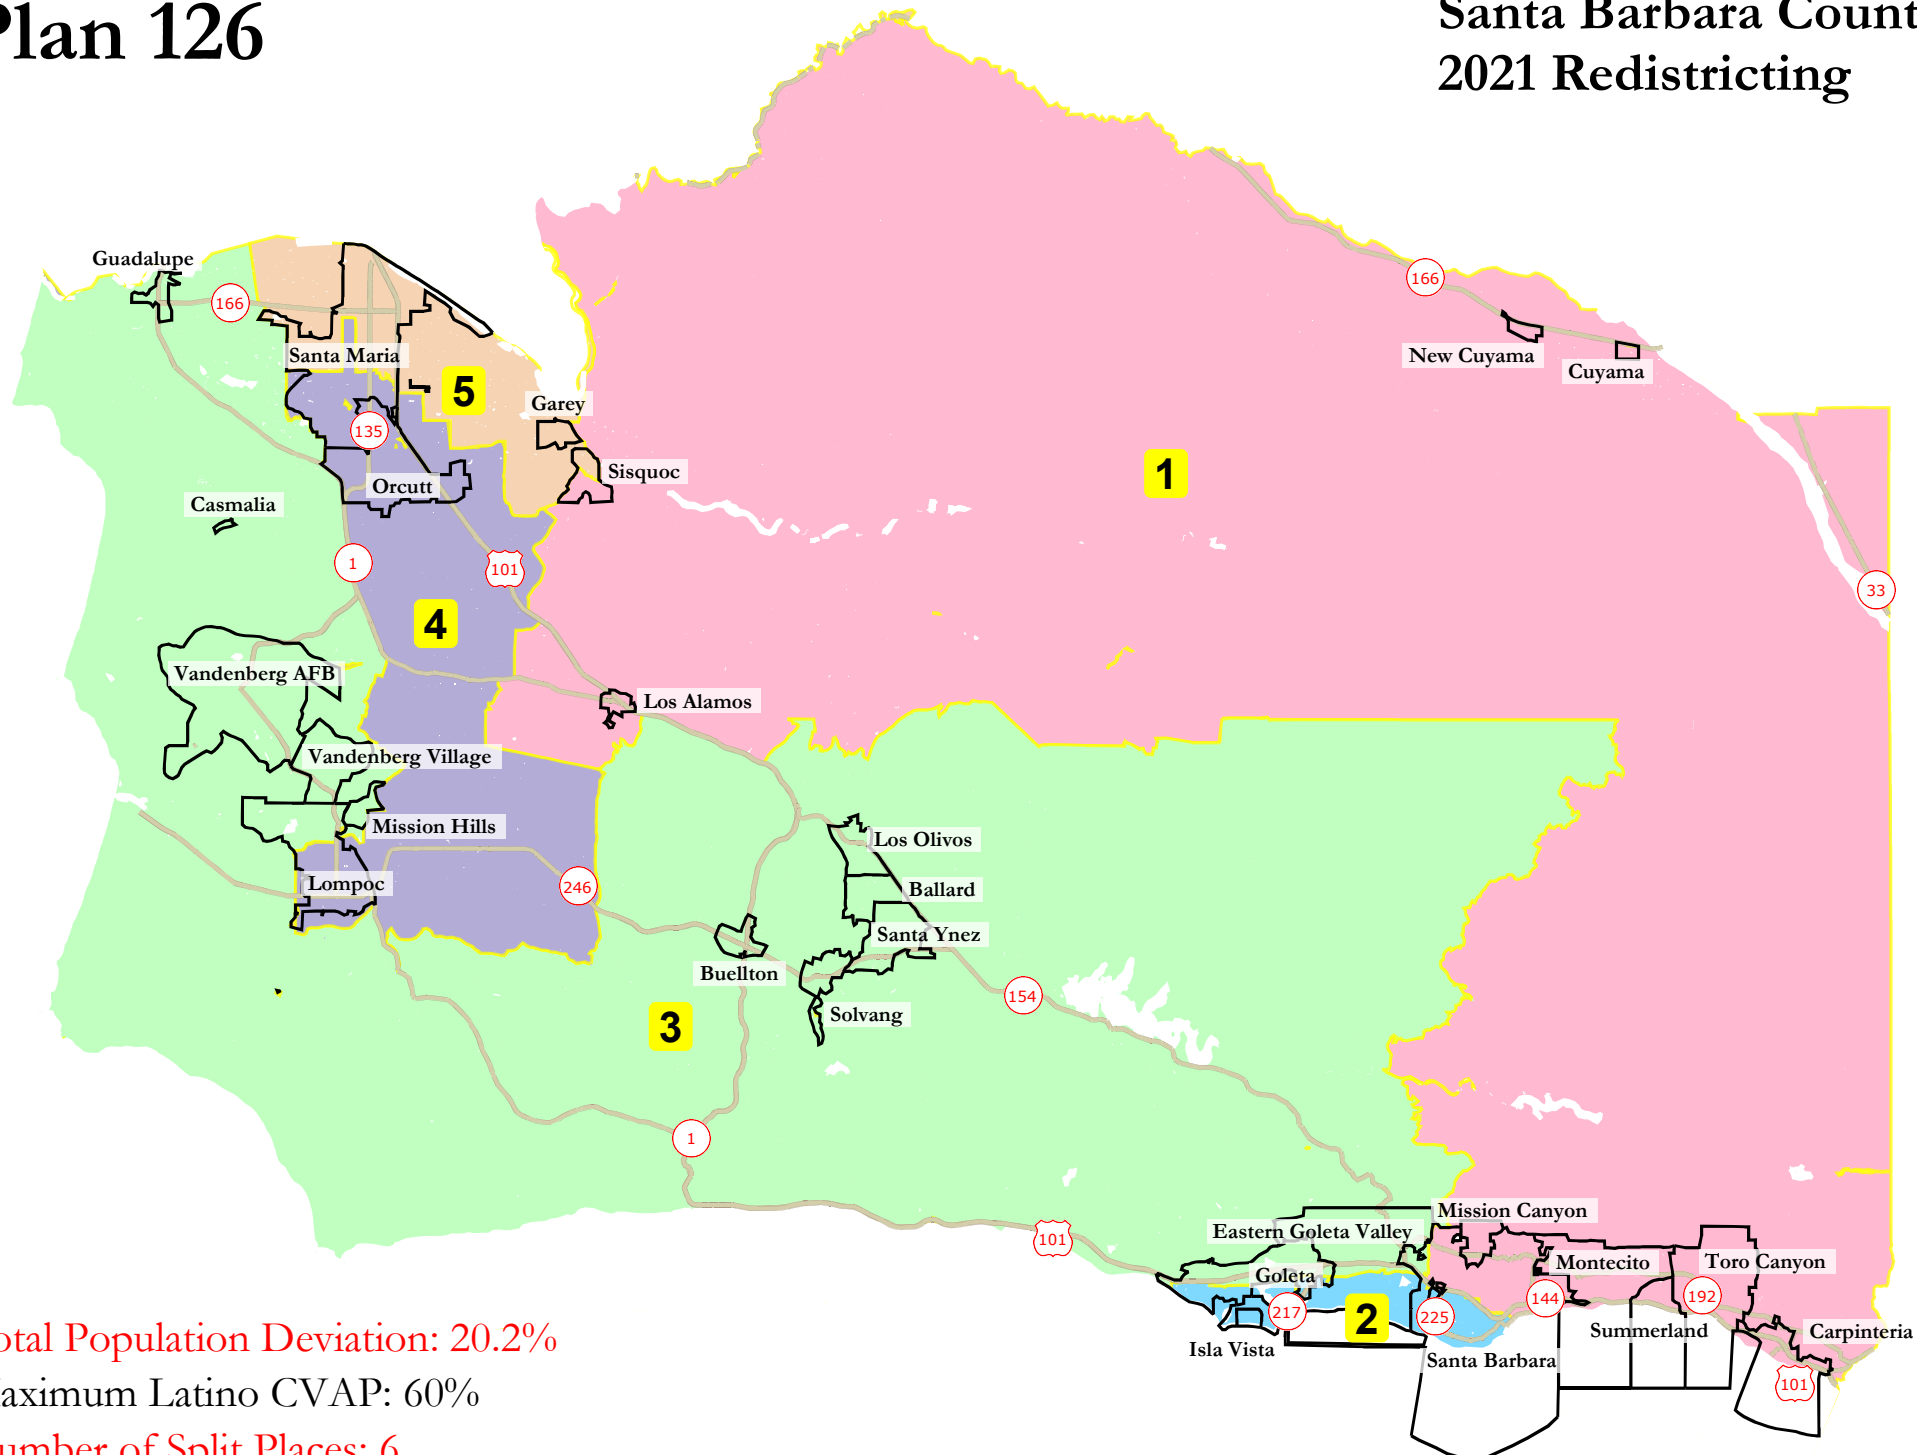 Plan 126
Santa Barbara Count
2021 Redistricting
Guadalupe
166
166
Santa Maria
New Cuyama
Cuyama
5
Garey
135
Sisquoc
1
Orcutt
Casmalia
1
101
33
4
Vandenberg AFB
Los Alamos
Vandenberg Village
Mission Hills
Los Olivos
Lompoc
246
Ballard
Santa Ynez
Buellton
154
Solvang
3
1
101
Mission Canyon
Eastern Goleta Valley
Goleta
Montecito
Toro Canyon
217
2
225
144
192
Isla Vista
Summerland
Carpinteria
Santa Barbara
101
otal Population Deviation: 20.2%
aximum Latino CVAP: 60%
umber of Split Places: 6